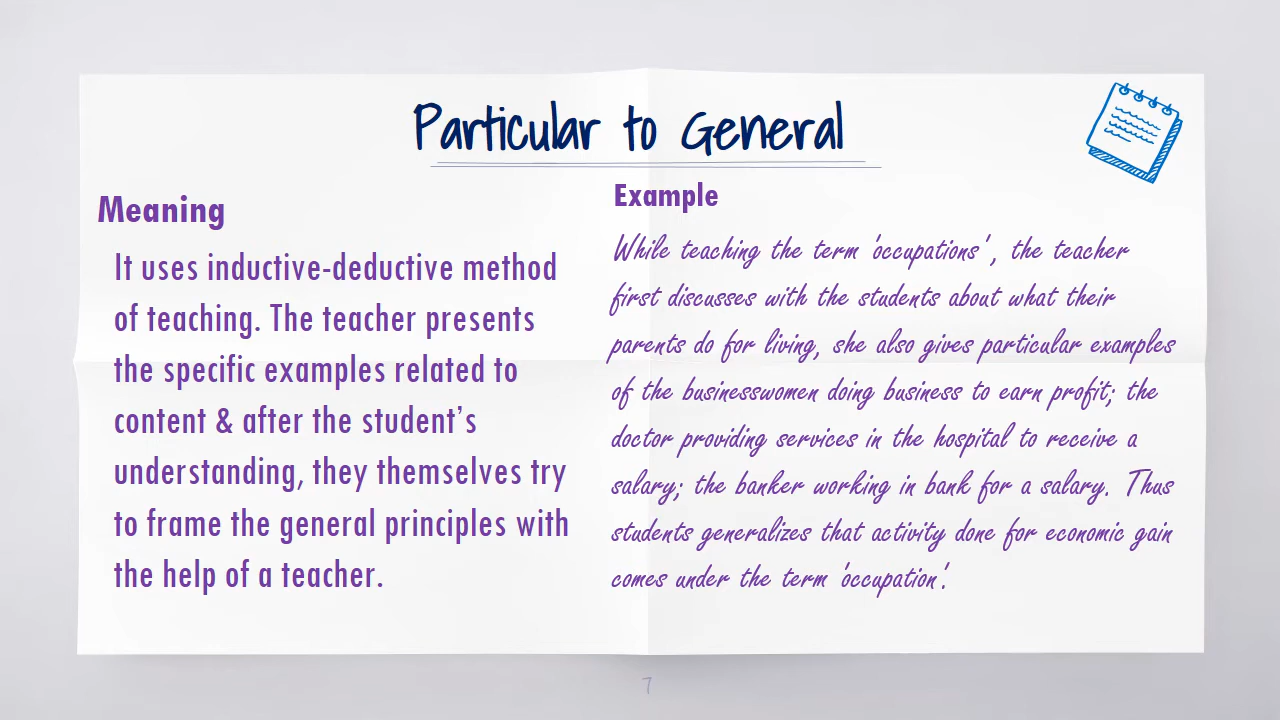 Particular to General
Meaning
It uses inductive-deductive method
of teaching. The teacher presents
the specific examples related to
content & after the student's
understanding, they themselves try
to frame the general principles with
the help of a teacher.
Example
While teaching the term 'occupations', the teacher
first discusses with the students about what their
parents do for living, she also gives particular examples
of the businesswomen doing business to earn profit; the
doctor providing services in the hospital to receive a
salary; the banker working in bank for a salary. Thus
students generalizes that activity done for economic gain
comes under the term 'occupation'.
7